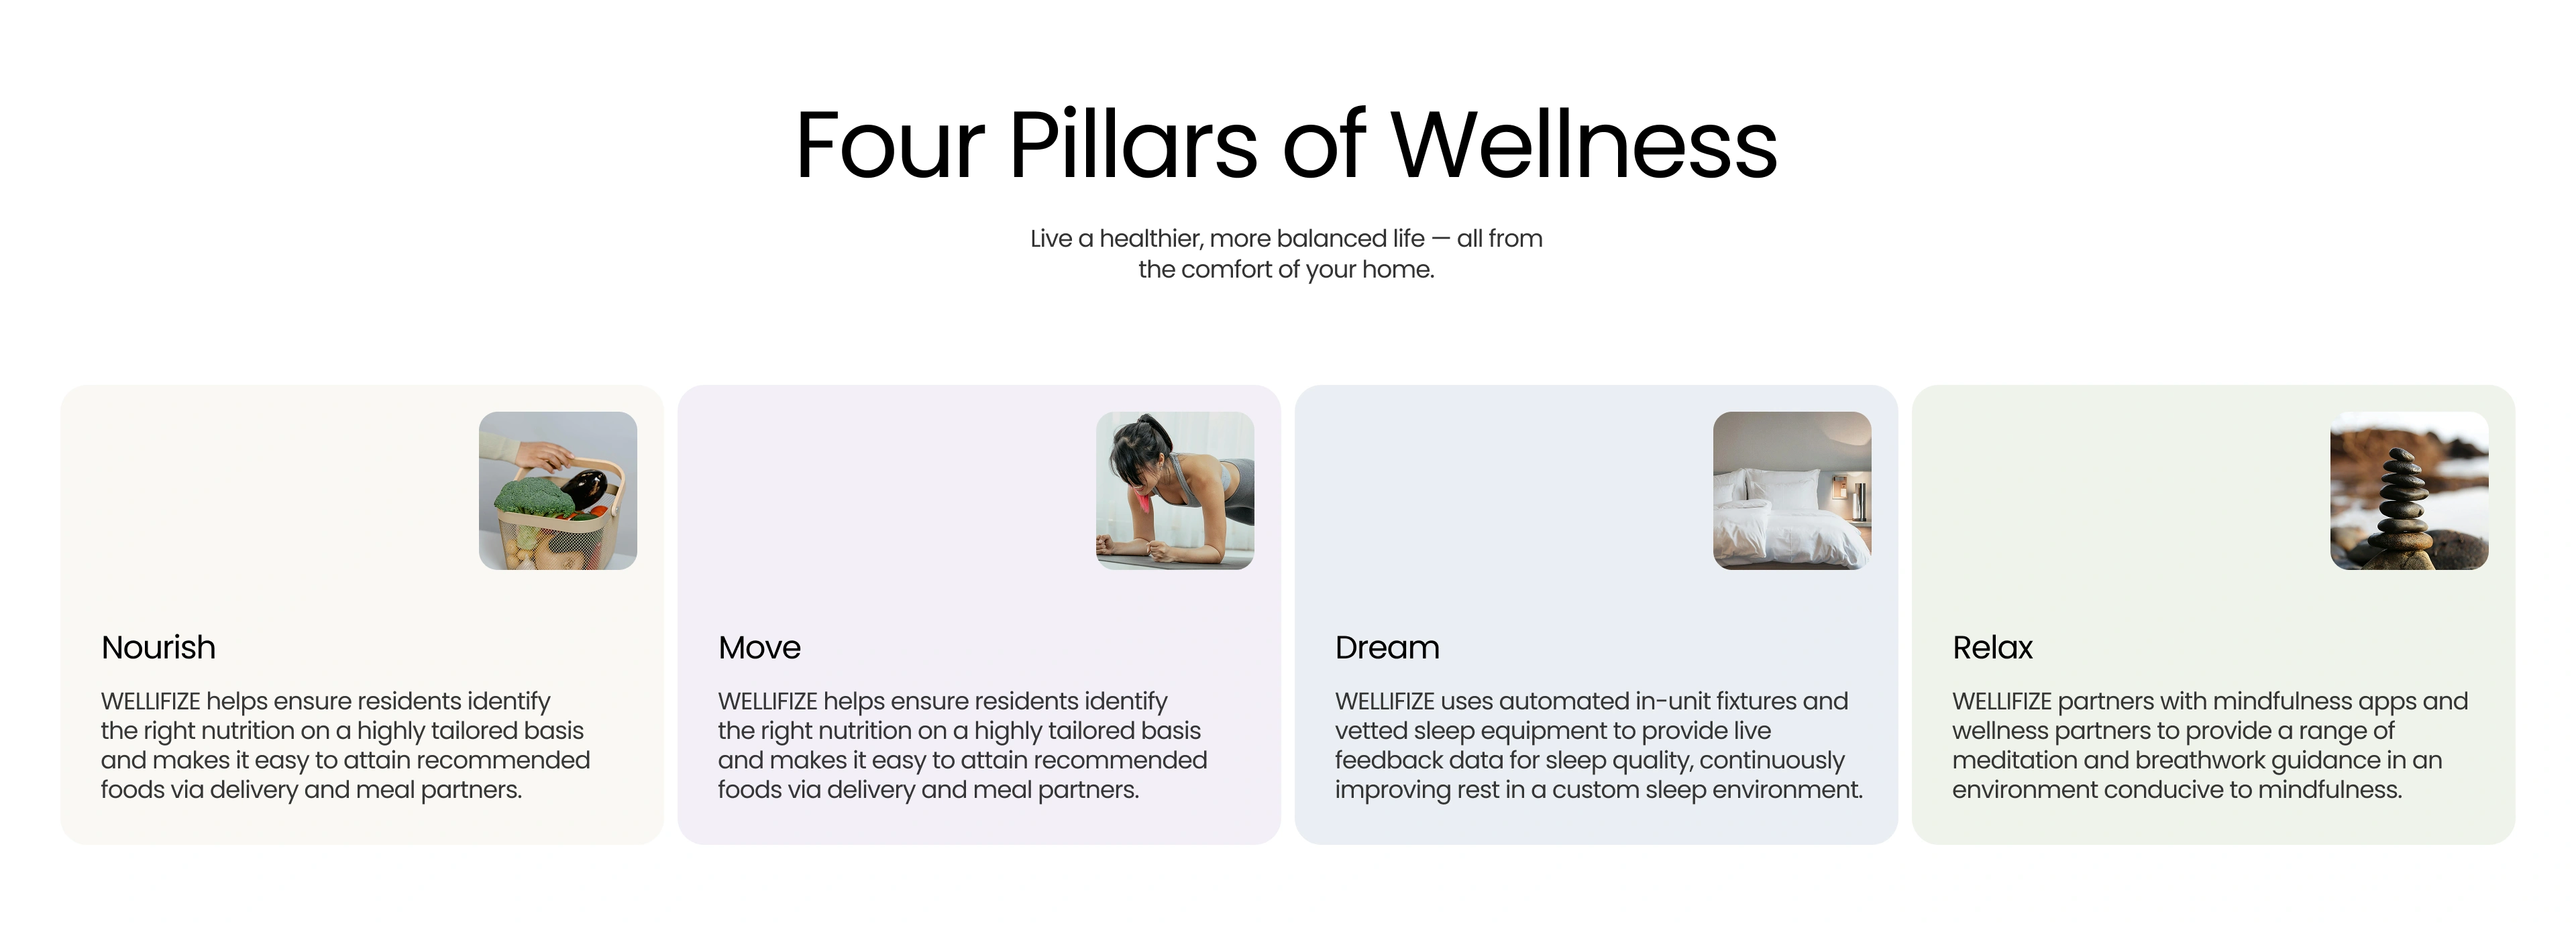 Four Pillars of Wellness
Live a healthier, more balanced life — all from
the comfort of your home.
Nourish
WELLIFIZE helps ensure residents identify
the right nutrition on a highly tailored basis
and makes it easy to attain recommended
foods via delivery and meal partners.
Move
WELLIFIZE helps ensure residents identify
the right nutrition on a highly tailored basis
and makes it easy to attain recommended
foods via delivery and meal partners.
Dream
WELLIFIZE uses automated in-unit fixtures and
vetted sleep equipment to provide live
feedback data for sleep quality, continuously
improving rest in a custom sleep environment.
Relax
WELLIFIZE partners with mindfulness apps and
wellness partners to provide a range of
meditation and breathwork guidance in an
environment conducive to mindfulness.